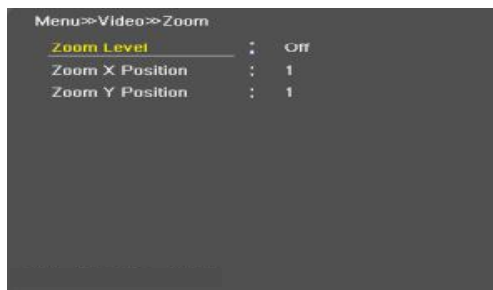 Menu>>Video>>Zoom
Zoom Level : Off
Zoom X Position : 1
Zoom Y Position : 1